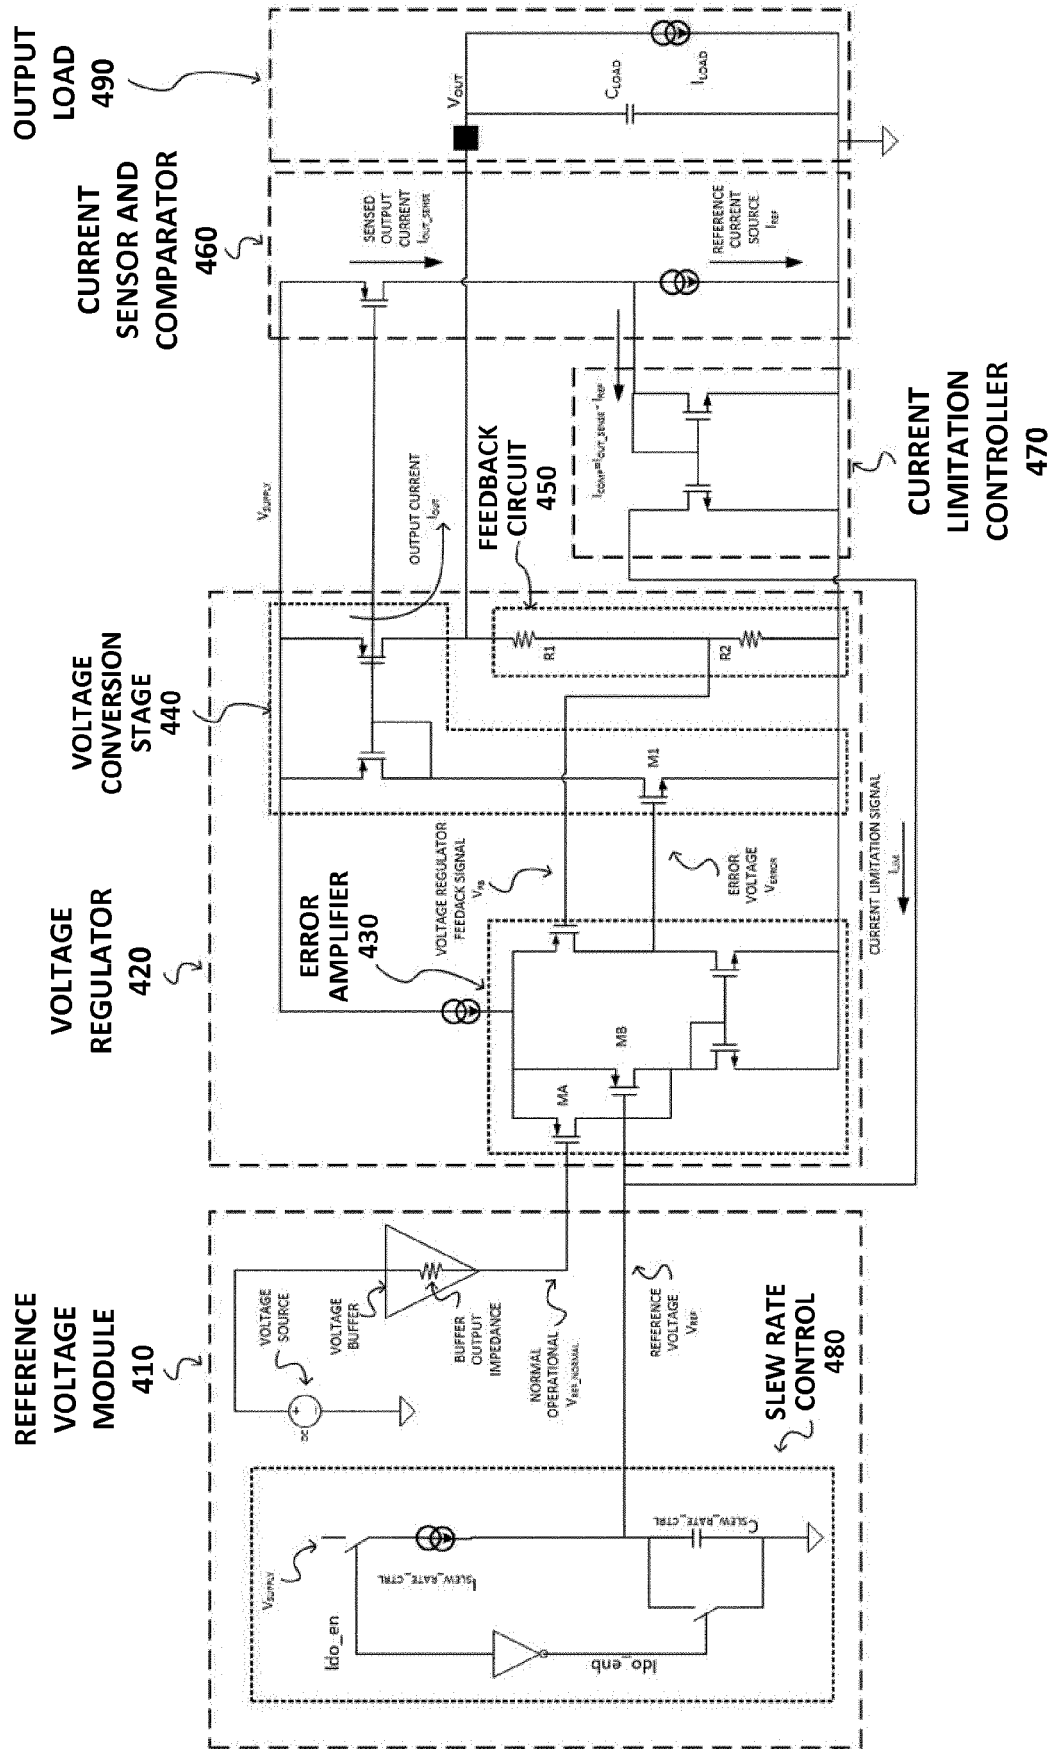 REFERENCE
VOLTAGE
MODULE
410
VOLTAGE
REGULATOR
420
VOLTAGE
CONVERSION
STAGE
440
CURRENT
SENSOR AND
COMPARATOR
460
OUTPUT
LOAD
490
VSUPPLY
Ido_en
ISLEW_RATE_CTRL
Ido_enb
CSLEW_RATE_CTRL
SLEW RATE
CONTROL
480
VOLTAGE
SOURCE
DC
+
-
VOLTAGE
BUFFER
BUFFER
OUTPUT
IMPEDANCE
NORMAL
OPERATIONAL
VREF_NORMAL
REFERENCE
VOLTAGE
VREF
ERROR
AMPLIFIER
430
MA
MB
VOLTAGE REGULATOR
FEEDACK SIGNAL
VFB
ERROR
VOLTAGE
VERROR
M1
VSUPPLY
OUTPUT CURRENT
IOUT
FEEDBACK
CIRCUIT
450
R1
R2
ICOMP=IOUT_SENSE - IREF
CURRENT LIMITATION SIGNAL
ILIM
CURRENT
LIMITATION
CONTROLLER
470
SENSED
OUTPUT
CURRENT
IOUT_SENSE
REFERENCE
CURRENT
SOURCE
IREF
VOUT
CLOAD
ILOAD